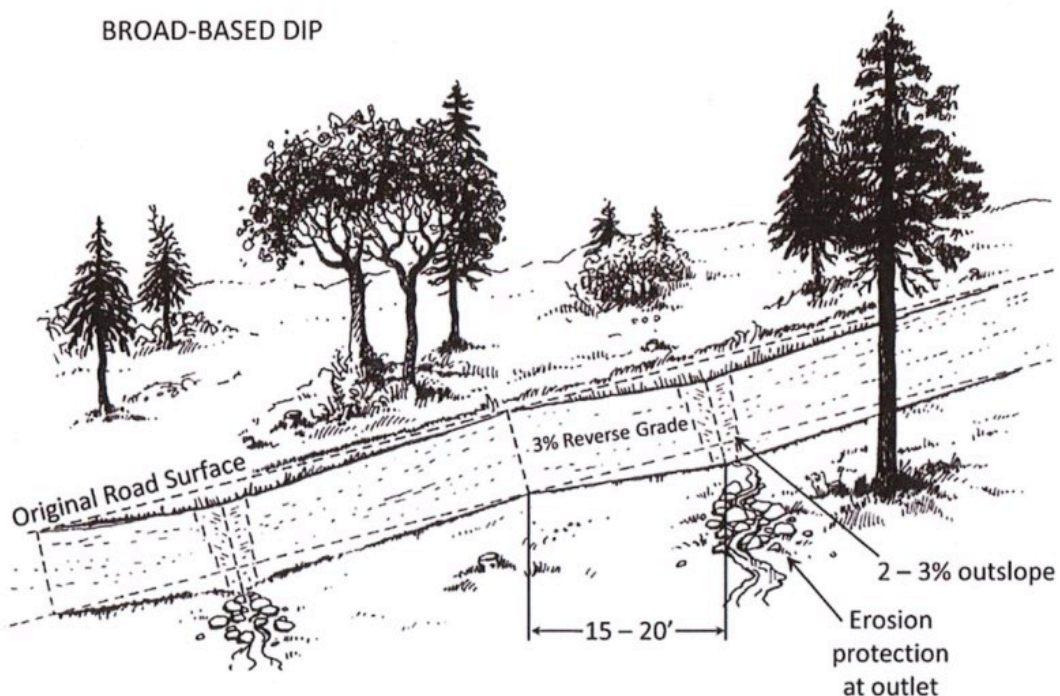 BROAD-BASED DIP
3% Reverse Grade
Original Road Surface
2 – 3% outslope
15 – 20'
Erosion
protection
at outlet